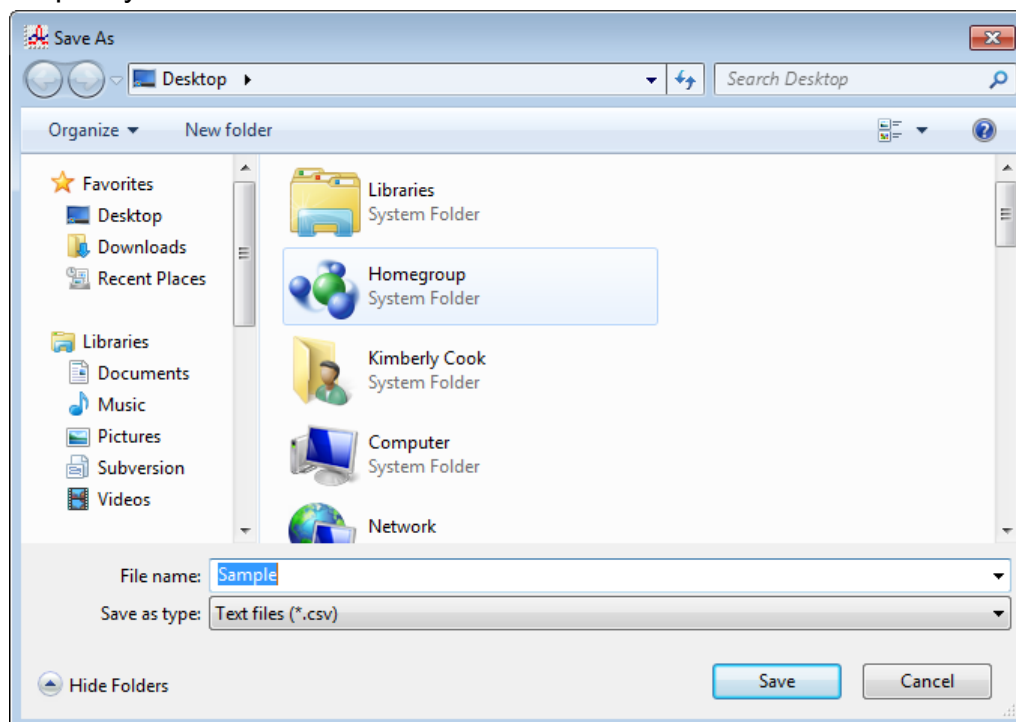 Save As
Desktop
Search Desktop
Organize
New folder
Favorites
Desktop
Downloads
Recent Places
Libraries
Documents
Music
Pictures
Subversion
Videos
Libraries
System Folder
Homegroup
System Folder
Kimberly Cook
System Folder
Computer
System Folder
Network
File name: Sample
Save as type: Text files (*.csv)
Hide Folders
Save
Cancel